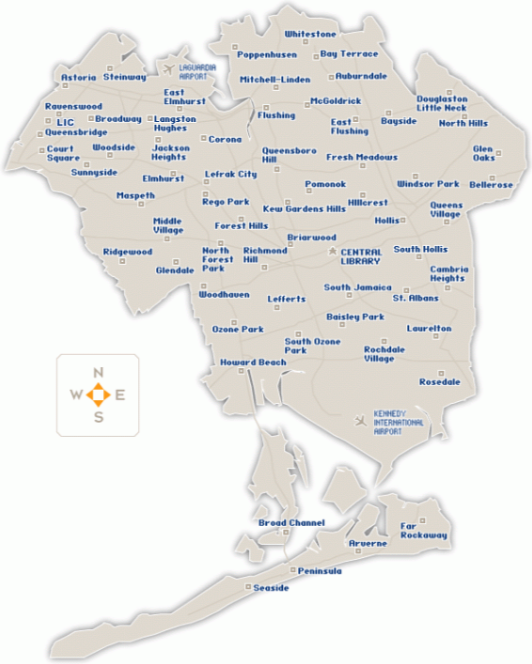 Whitestone
Poppenhusen
Bay Terrace
LAGUARDIA
AIRPORT
Astoria
Steinway
Mitchell-Linden
Auburndale
East
Elmhurst
McGoldrick
Douglaston
Little Neck
Ravenswood
LIC
Broadway
Langston
Hughes
Flushing
East
Flushing
Bayside
North Hills
Queensbridge
Corona
Court
Square
Woodside
Jackson
Heights
Queensboro
Hill
Fresh Meadows
Glen
Oaks
Sunnyside
Elmhurst
Lefrak City
Pomonok
Windsor Park
Bellerose
Maspeth
Rego Park
Kew Gardens Hills
Hillcrest
Queens
Village
Middle
Village
Forest Hills
Hollis
Briarwood
Ridgewood
North
Forest
Park
Richmond
Hill
CENTRAL
LIBRARY
South Hollis
Glendale
Cambria
Heights
Woodhaven
Lefferts
South Jamaica
St. Albans
Ozone Park
Baisley Park
Laurelton
South Ozone
Park
Rochdale
Village
Howard Beach
Rosedale
N
W E
S
KENNEDY
INTERNATIONAL
AIRPORT
Broad Channel
Far
Rockaway
Arverne
Peninsula
Seaside